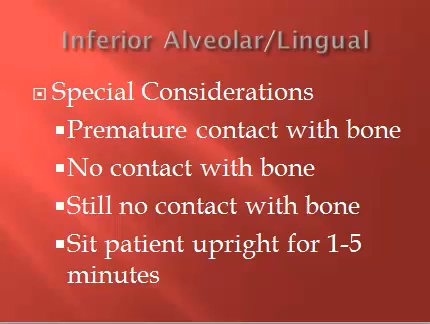 Inferior Alveolar/Lingual
Special Considerations
Premature contact with bone
No contact with bone
Still no contact with bone
Sit patient upright for 1-5
minutes